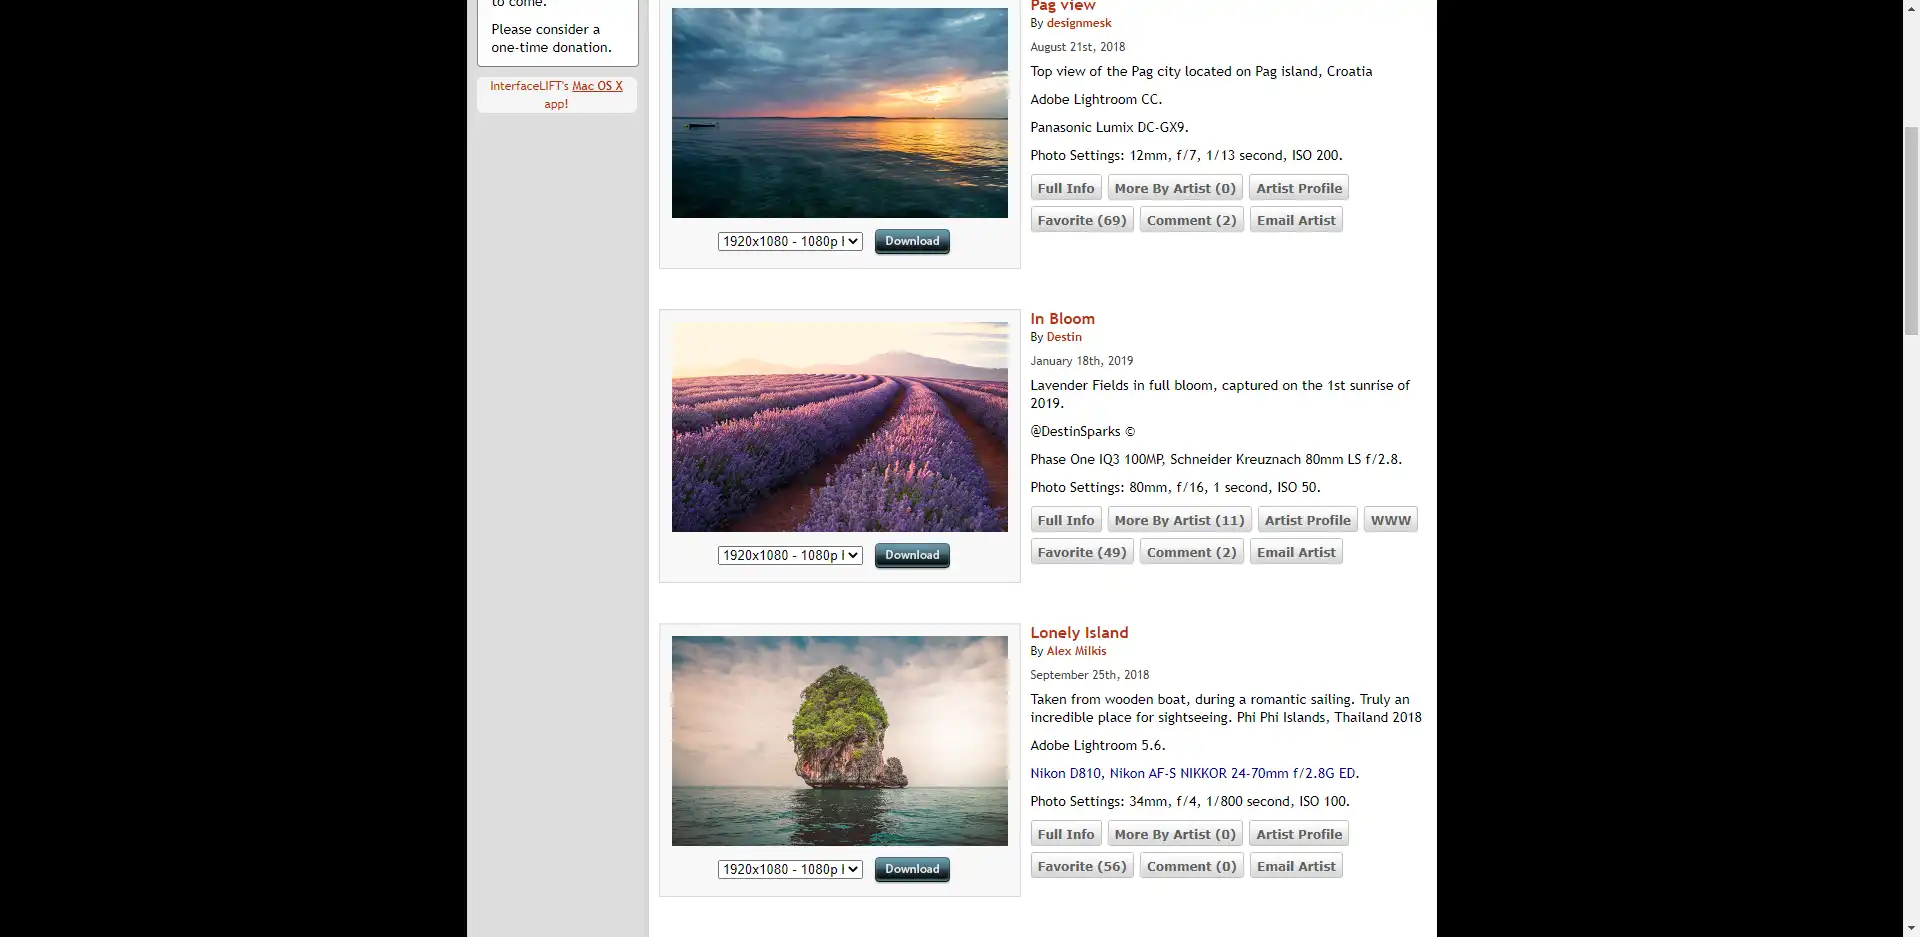 to come.
Please consider a
one-time donation.
InterfaceLIFT's Mac OS X
app!
Pag view
By designmesk
August 21st, 2018
Top view of the Pag city located on Pag island, Croatia
Adobe Lightroom CC.
Panasonic Lumix DC-GX9.
Photo Settings: 12mm, f/7, 1/13 second, ISO 200.
Full Info More By Artist (0) Artist Profile
Favorite (69) Comment (2) Email Artist
1920x1080 - 1080p Download
In Bloom
By Destin
January 18th, 2019
Lavender Fields in full bloom, captured on the 1st sunrise of
2019.
@DestinSparks ©
Phase One IQ3 100MP, Schneider Kreuznach 80mm LS f/2.8.
Photo Settings: 80mm, f/16, 1 second, ISO 50.
Full Info More By Artist (11) Artist Profile WWW
Favorite (49) Comment (2) Email Artist
1920x1080 - 1080p Download
Lonely Island
By Alex Milkis
September 25th, 2018
Taken from wooden boat, during a romantic sailing. Truly an
incredible place for sightseeing. Phi Phi Islands, Thailand 2018
Adobe Lightroom 5.6.
Nikon D810, Nikon AF-S NIKKOR 24-70mm f/2.8G ED.
Photo Settings: 34mm, f/4, 1/800 second, ISO 100.
Full Info More By Artist (0) Artist Profile
Favorite (56) Comment (0) Email Artist
1920x1080 - 1080p Download